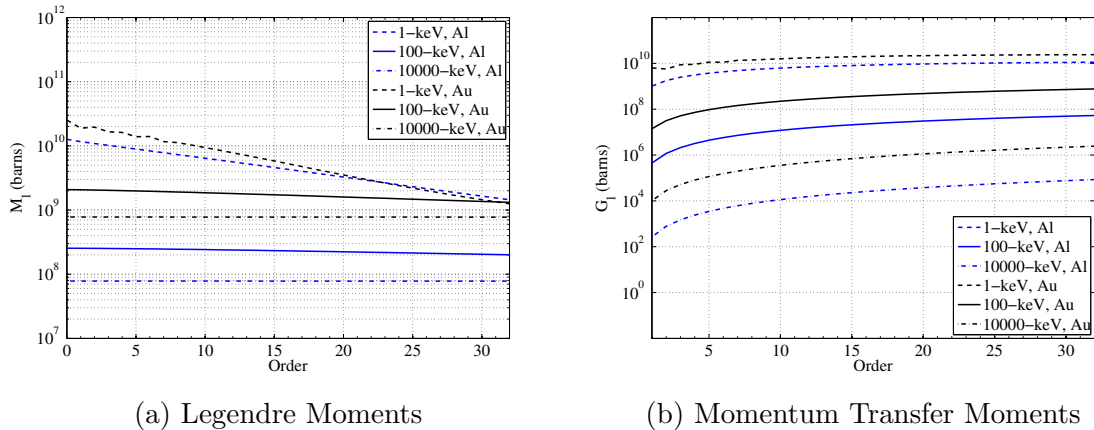 10^12
10^11
10^10
10^9
10^8
10^7
M_l (barns)
0 5 10 15 20 25 30
Order
1−keV, Al
100−keV, Al
10000−keV, Al
1−keV, Au
100−keV, Au
10000−keV, Au
(a) Legendre Moments
10^10
10^8
10^6
10^4
10^2
10^0
G_l (barns)
5 10 15 20 25 30
Order
1−keV, Al
100−keV, Al
10000−keV, Al
1−keV, Au
100−keV, Au
10000−keV, Au
(b) Momentum Transfer Moments